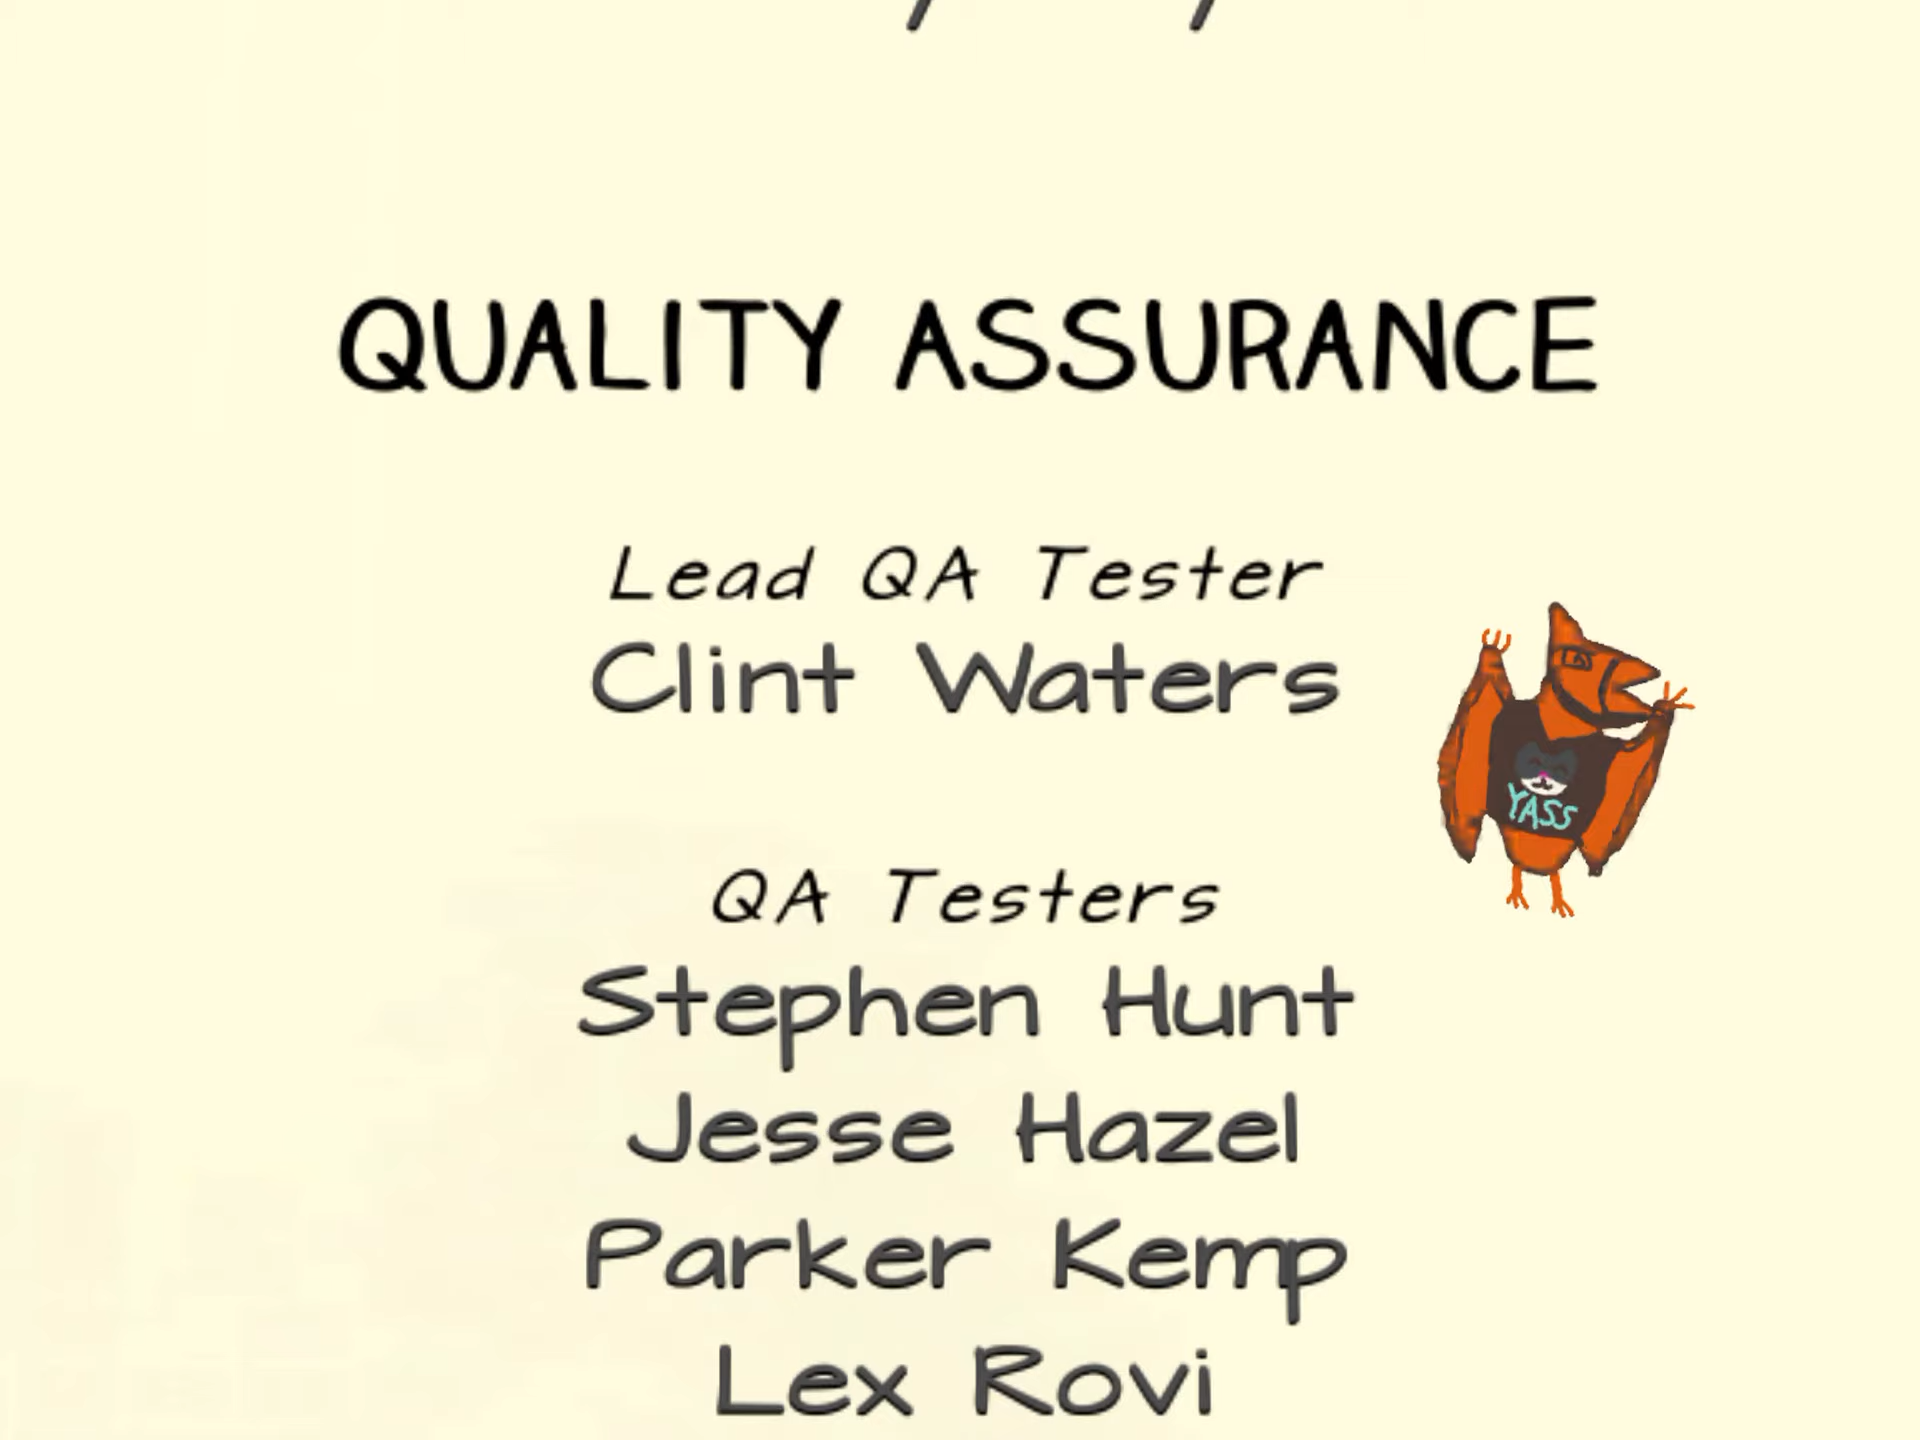 QUALITY ASSURANCE
Lead QA Tester
Clint Waters
YASS
QA Testers
Stephen Hunt
Jesse Hazel
Parker Kemp
Lex Rovi